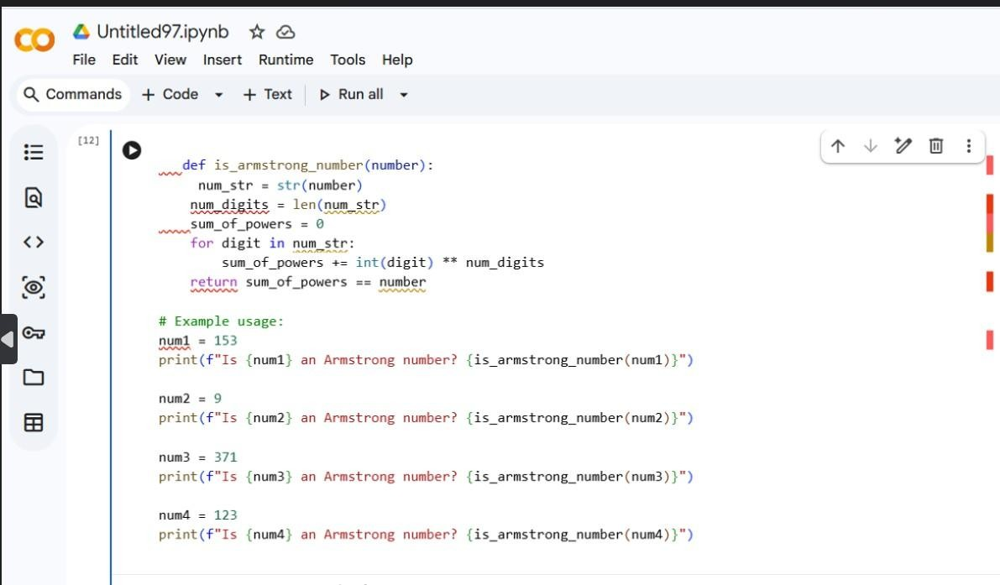 Untitled97.ipynb
File Edit View Insert Runtime Tools Help
Commands + Code + Text Run all
[12]
   def is_armstrong_number(number):
     num_str = str(number)
    num_digits = len(num_str)
    sum_of_powers = 0
    for digit in num_str:
        sum_of_powers += int(digit) ** num_digits
    return sum_of_powers == number
# Example usage:
num1 = 153
print(f"Is {num1} an Armstrong number? {is_armstrong_number(num1)}")
num2 = 9
print(f"Is {num2} an Armstrong number? {is_armstrong_number(num2)}")
num3 = 371
print(f"Is {num3} an Armstrong number? {is_armstrong_number(num3)}")
num4 = 123
print(f"Is {num4} an Armstrong number? {is_armstrong_number(num4)}")